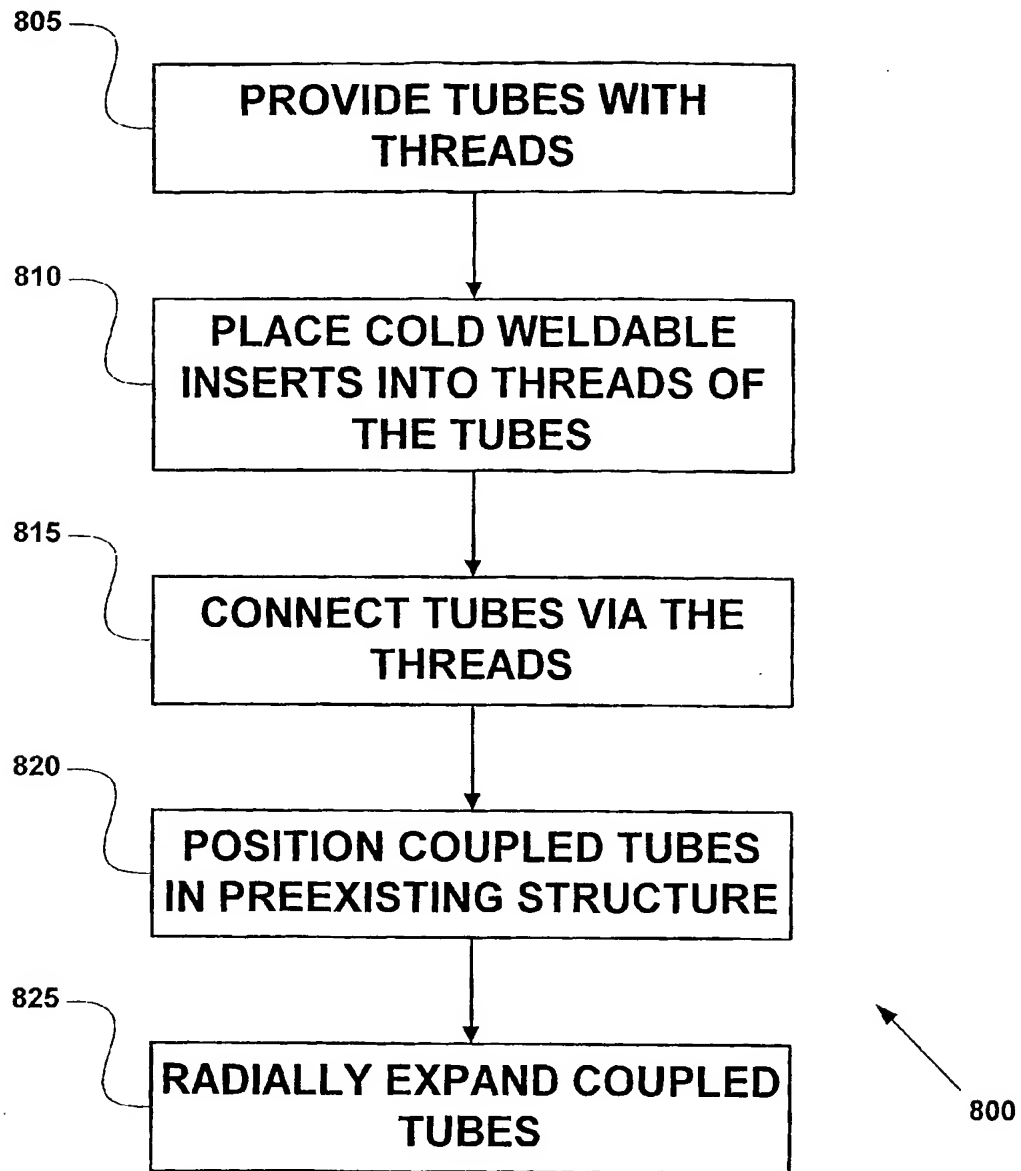 805
PROVIDE TUBES WITH
THREADS
810
PLACE COLD WELDABLE
INSERTS INTO THREADS OF
THE TUBES
815
CONNECT TUBES VIA THE
THREADS
820
POSITION COUPLED TUBES
IN PREEXISTING STRUCTURE
825
RADIALLY EXPAND COUPLED
TUBES
800